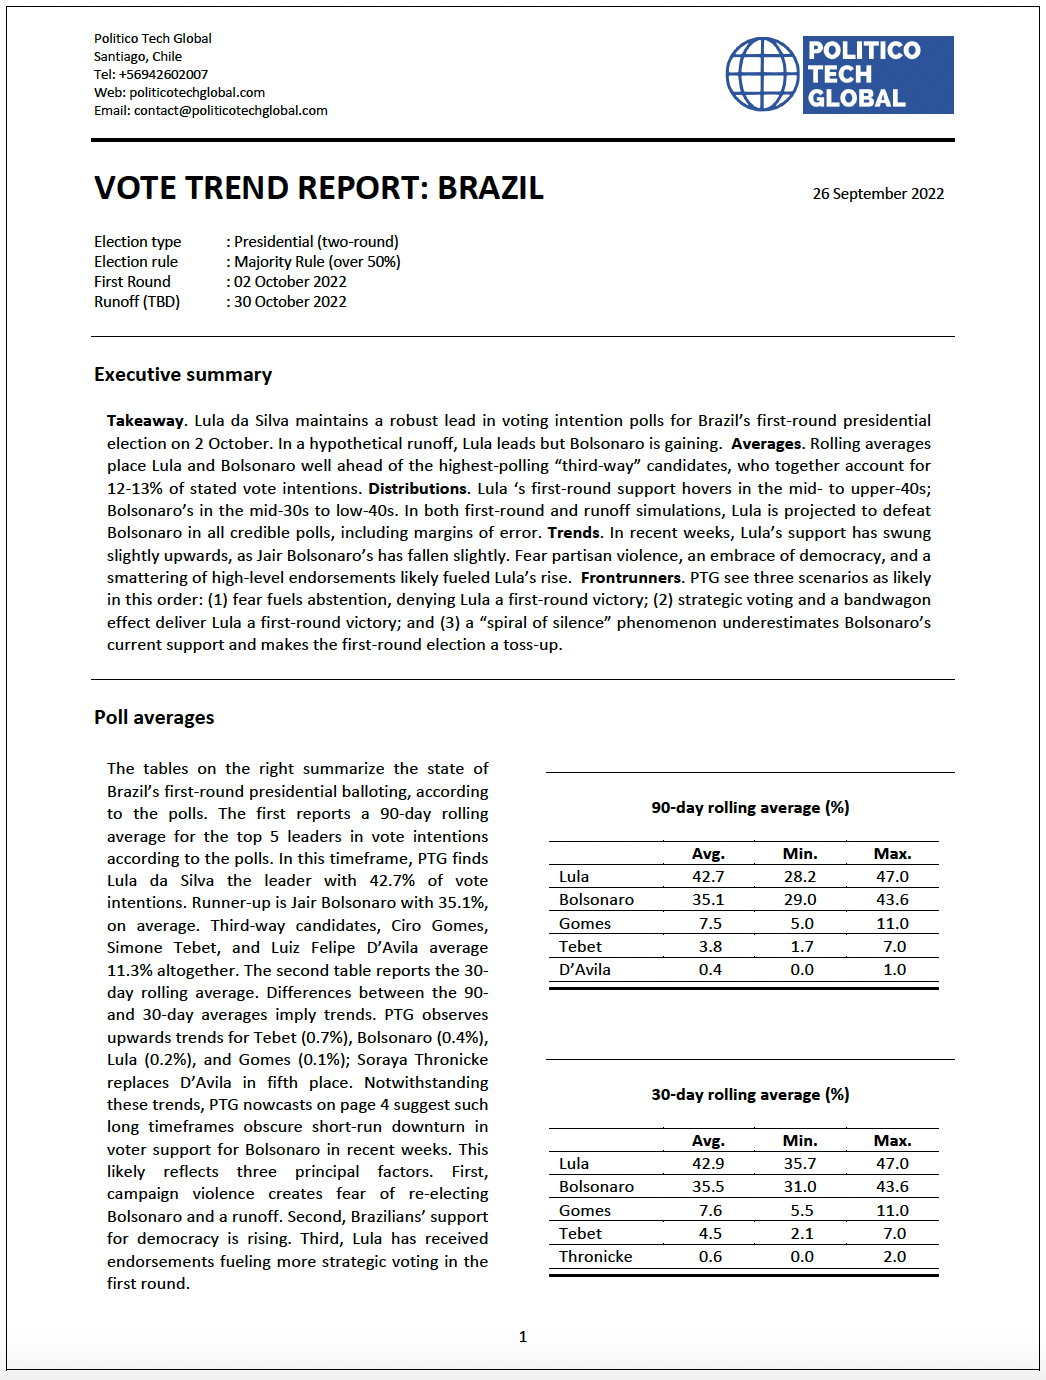 Politico Tech Global
Santiago, Chile
Tel: +56942602007
Web: politicotechglobal.com
Email: contact@politicotechglobal.com
POLITICO
TECH
GLOBAL
VOTE TREND REPORT: BRAZIL
26 September 2022
Election type : Presidential (two-round)
Election rule : Majority Rule (over 50%)
First Round : 02 October 2022
Runoff (TBD) : 30 October 2022
Executive summary
Takeaway. Lula da Silva maintains a robust lead in voting intention polls for Brazil’s first-round presidential
election on 2 October. In a hypothetical runoff, Lula leads but Bolsonaro is gaining. Averages. Rolling averages
place Lula and Bolsonaro well ahead of the highest-polling “third-way” candidates, who together account for
12-13% of stated vote intentions. Distributions. Lula ‘s first-round support hovers in the mid- to upper-40s;
Bolsonaro’s in the mid-30s to low-40s. In both first-round and runoff simulations, Lula is projected to defeat
Bolsonaro in all credible polls, including margins of error. Trends. In recent weeks, Lula’s support has swung
slightly upwards, as Jair Bolsonaro’s has fallen slightly. Fear partisan violence, an embrace of democracy, and a
smattering of high-level endorsements likely fueled Lula’s rise. Frontrunners. PTG see three scenarios as likely
in this order: (1) fear fuels abstention, denying Lula a first-round victory; (2) strategic voting and a bandwagon
effect deliver Lula a first-round victory; and (3) a “spiral of silence” phenomenon underestimates Bolsonaro’s
current support and makes the first-round election a toss-up.
Poll averages
The tables on the right summarize the state of
Brazil’s first-round presidential balloting, according
to the polls. The first reports a 90-day rolling
average for the top 5 leaders in vote intentions
according to the polls. In this timeframe, PTG finds
Lula da Silva the leader with 42.7% of vote
intentions. Runner-up is Jair Bolsonaro with 35.1%,
on average. Third-way candidates, Ciro Gomes,
Simone Tebet, and Luiz Felipe D’Avila average
11.3% altogether. The second table reports the 30-
day rolling average. Differences between the 90-
and 30-day averages imply trends. PTG observes
upwards trends for Tebet (0.7%), Bolsonaro (0.4%),
Lula (0.2%), and Gomes (0.1%); Soraya Thronicke
replaces D’Avila in fifth place. Notwithstanding
these trends, PTG nowcasts on page 4 suggest such
long timeframes obscure short-run downturn in
voter support for Bolsonaro in recent weeks. This
likely reflects three principal factors. First,
campaign violence creates fear of re-electing
Bolsonaro and a runoff. Second, Brazilians’ support
for democracy is rising. Third, Lula has received
endorsements fueling more strategic voting in the
first round.
90-day rolling average (%)
Avg. Min. Max.
Lula 42.7 28.2 47.0
Bolsonaro 35.1 29.0 43.6
Gomes 7.5 5.0 11.0
Tebet 3.8 1.7 7.0
D’Avila 0.4 0.0 1.0
30-day rolling average (%)
Avg. Min. Max.
Lula 42.9 35.7 47.0
Bolsonaro 35.5 31.0 43.6
Gomes 7.6 5.5 11.0
Tebet 4.5 2.1 7.0
Thronicke 0.6 0.0 2.0
1